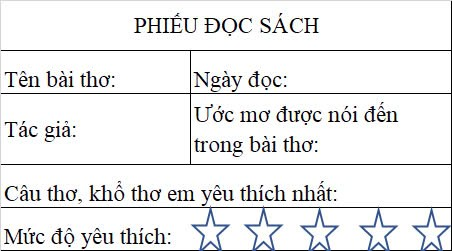 PHIẾU ĐỌC SÁCH
Tên bài thơ:
Ngày đọc:
Tác giả:
Ước mơ được nói đến
trong bài thơ:
Câu thơ, khổ thơ em yêu thích nhất:
Mức độ yêu thích: